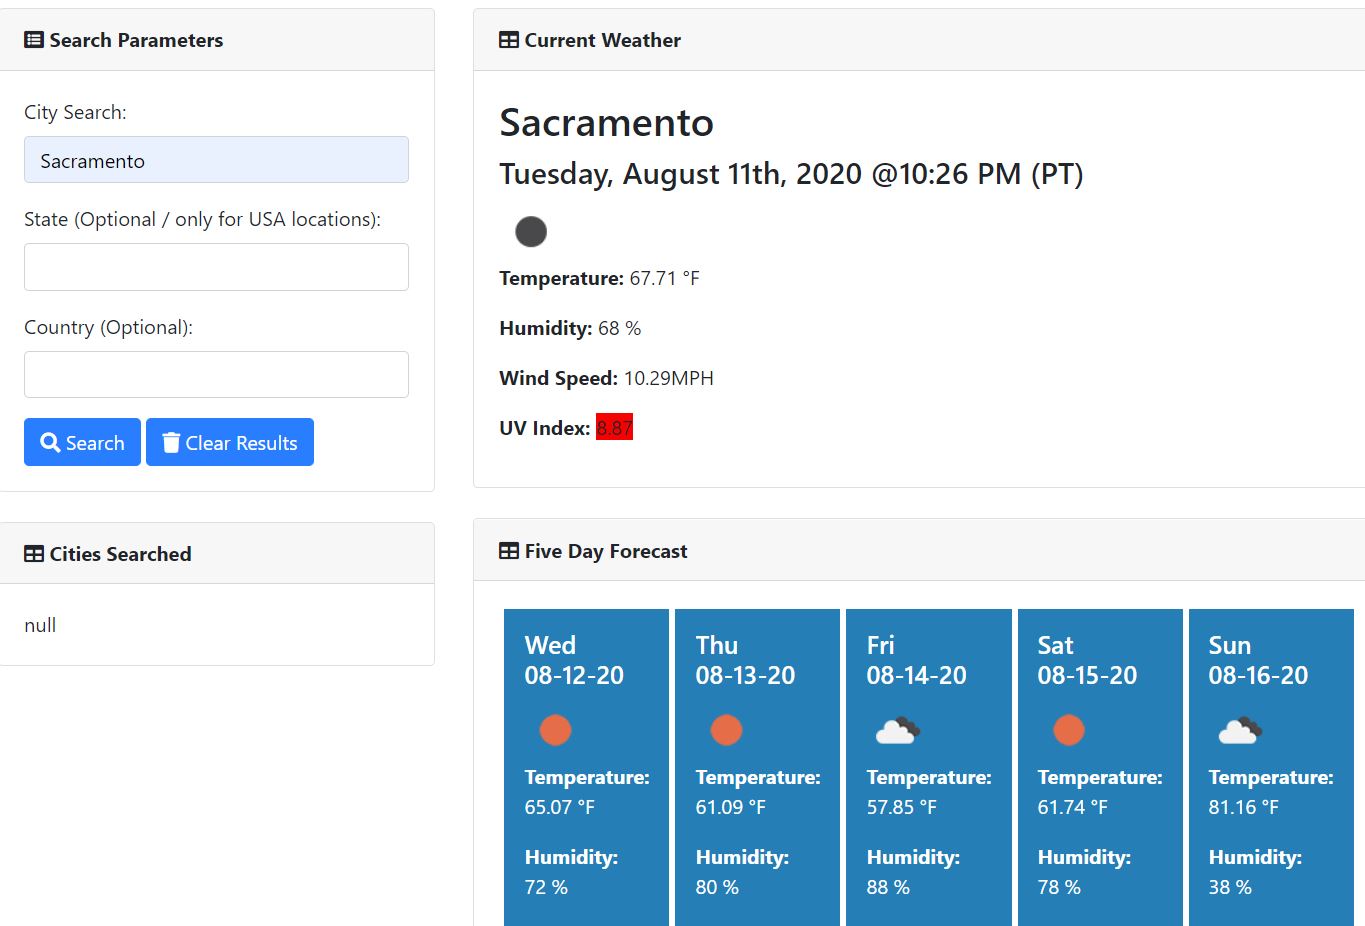 Search Parameters
City Search:
Sacramento
State (Optional / only for USA locations):
Country (Optional):
Search
Clear Results
Cities Searched
null
Current Weather
Sacramento
Tuesday, August 11th, 2020 @10:26 PM (PT)
Temperature: 67.71 °F
Humidity: 68 %
Wind Speed: 10.29MPH
UV Index: 8.87
Five Day Forecast
Wed
08-12-20
Temperature:
65.07 °F
Humidity:
72 %
Thu
08-13-20
Temperature:
61.09 °F
Humidity:
80 %
Fri
08-14-20
Temperature:
57.85 °F
Humidity:
88 %
Sat
08-15-20
Temperature:
61.74 °F
Humidity:
78 %
Sun
08-16-20
Temperature:
81.16 °F
Humidity:
38 %